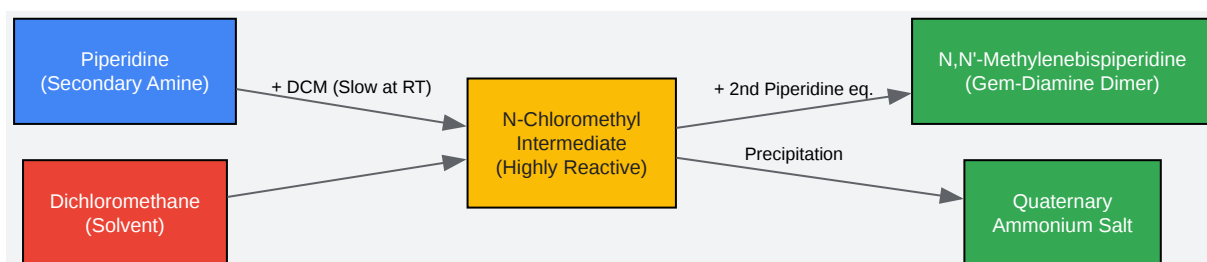 Piperidine
(Secondary Amine)
Dichloromethane
(Solvent)
+ DCM (Slow at RT)
N-Chloromethyl
Intermediate
(Highly Reactive)
+ 2nd Piperidine eq.
Precipitation
N,N'-Methylenebispiperidine
(Gem-Diamine Dimer)
Quaternary
Ammonium Salt